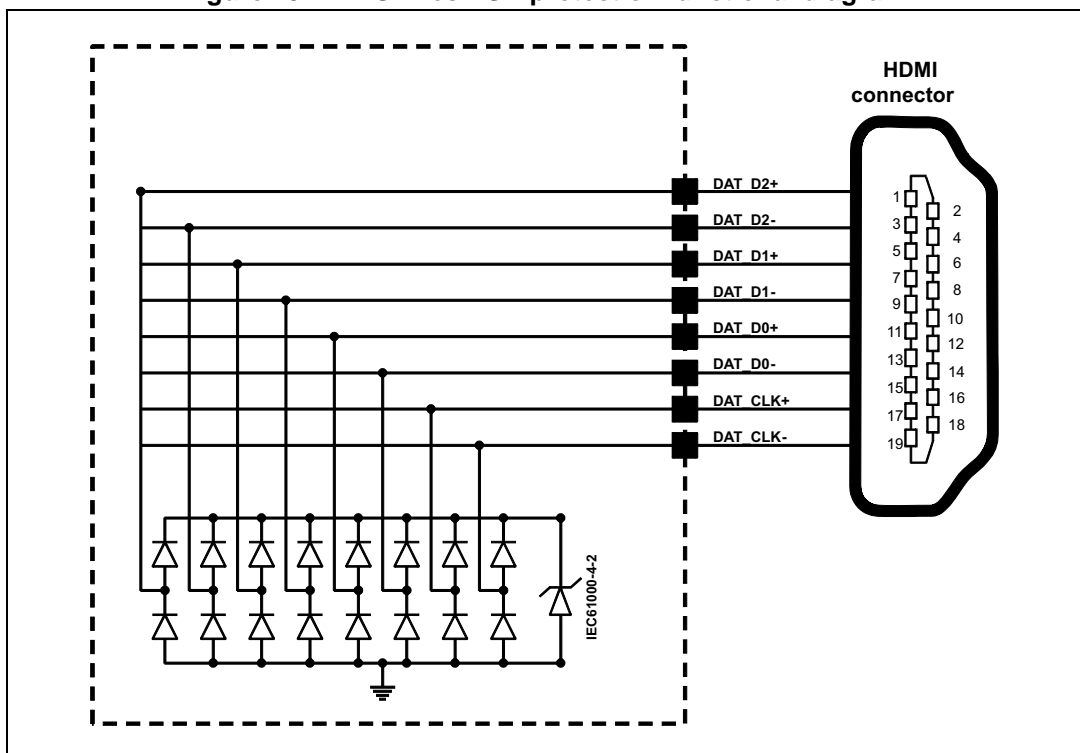 HDMI
connector
DAT_D2+
DAT_D2-
DAT_D1+
DAT_D1-
DAT_D0+
DAT_D0-
DAT_CLK+
DAT_CLK-
1
2
3
4
5
6
7
8
9
10
11
12
13
14
15
16
17
18
19
IEC61000-4-2